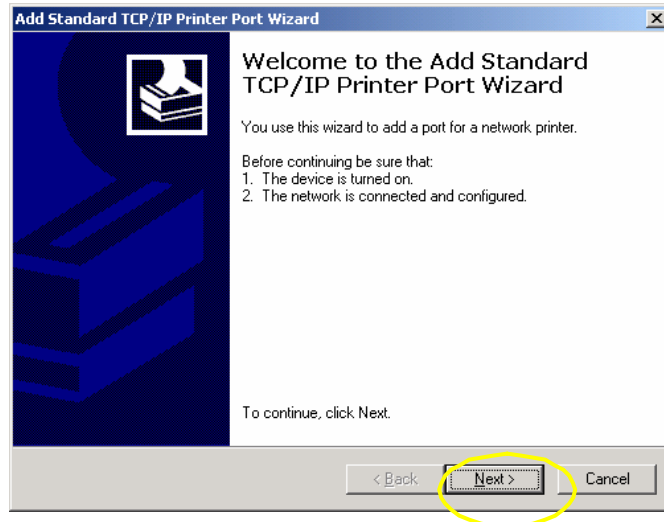 Add Standard TCP/IP Printer Port Wizard
Welcome to the Add Standard
TCP/IP Printer Port Wizard
You use this wizard to add a port for a network printer.
Before continuing be sure that:
1. The device is turned on.
2. The network is connected and configured.
To continue, click Next.
< Back Next > Cancel